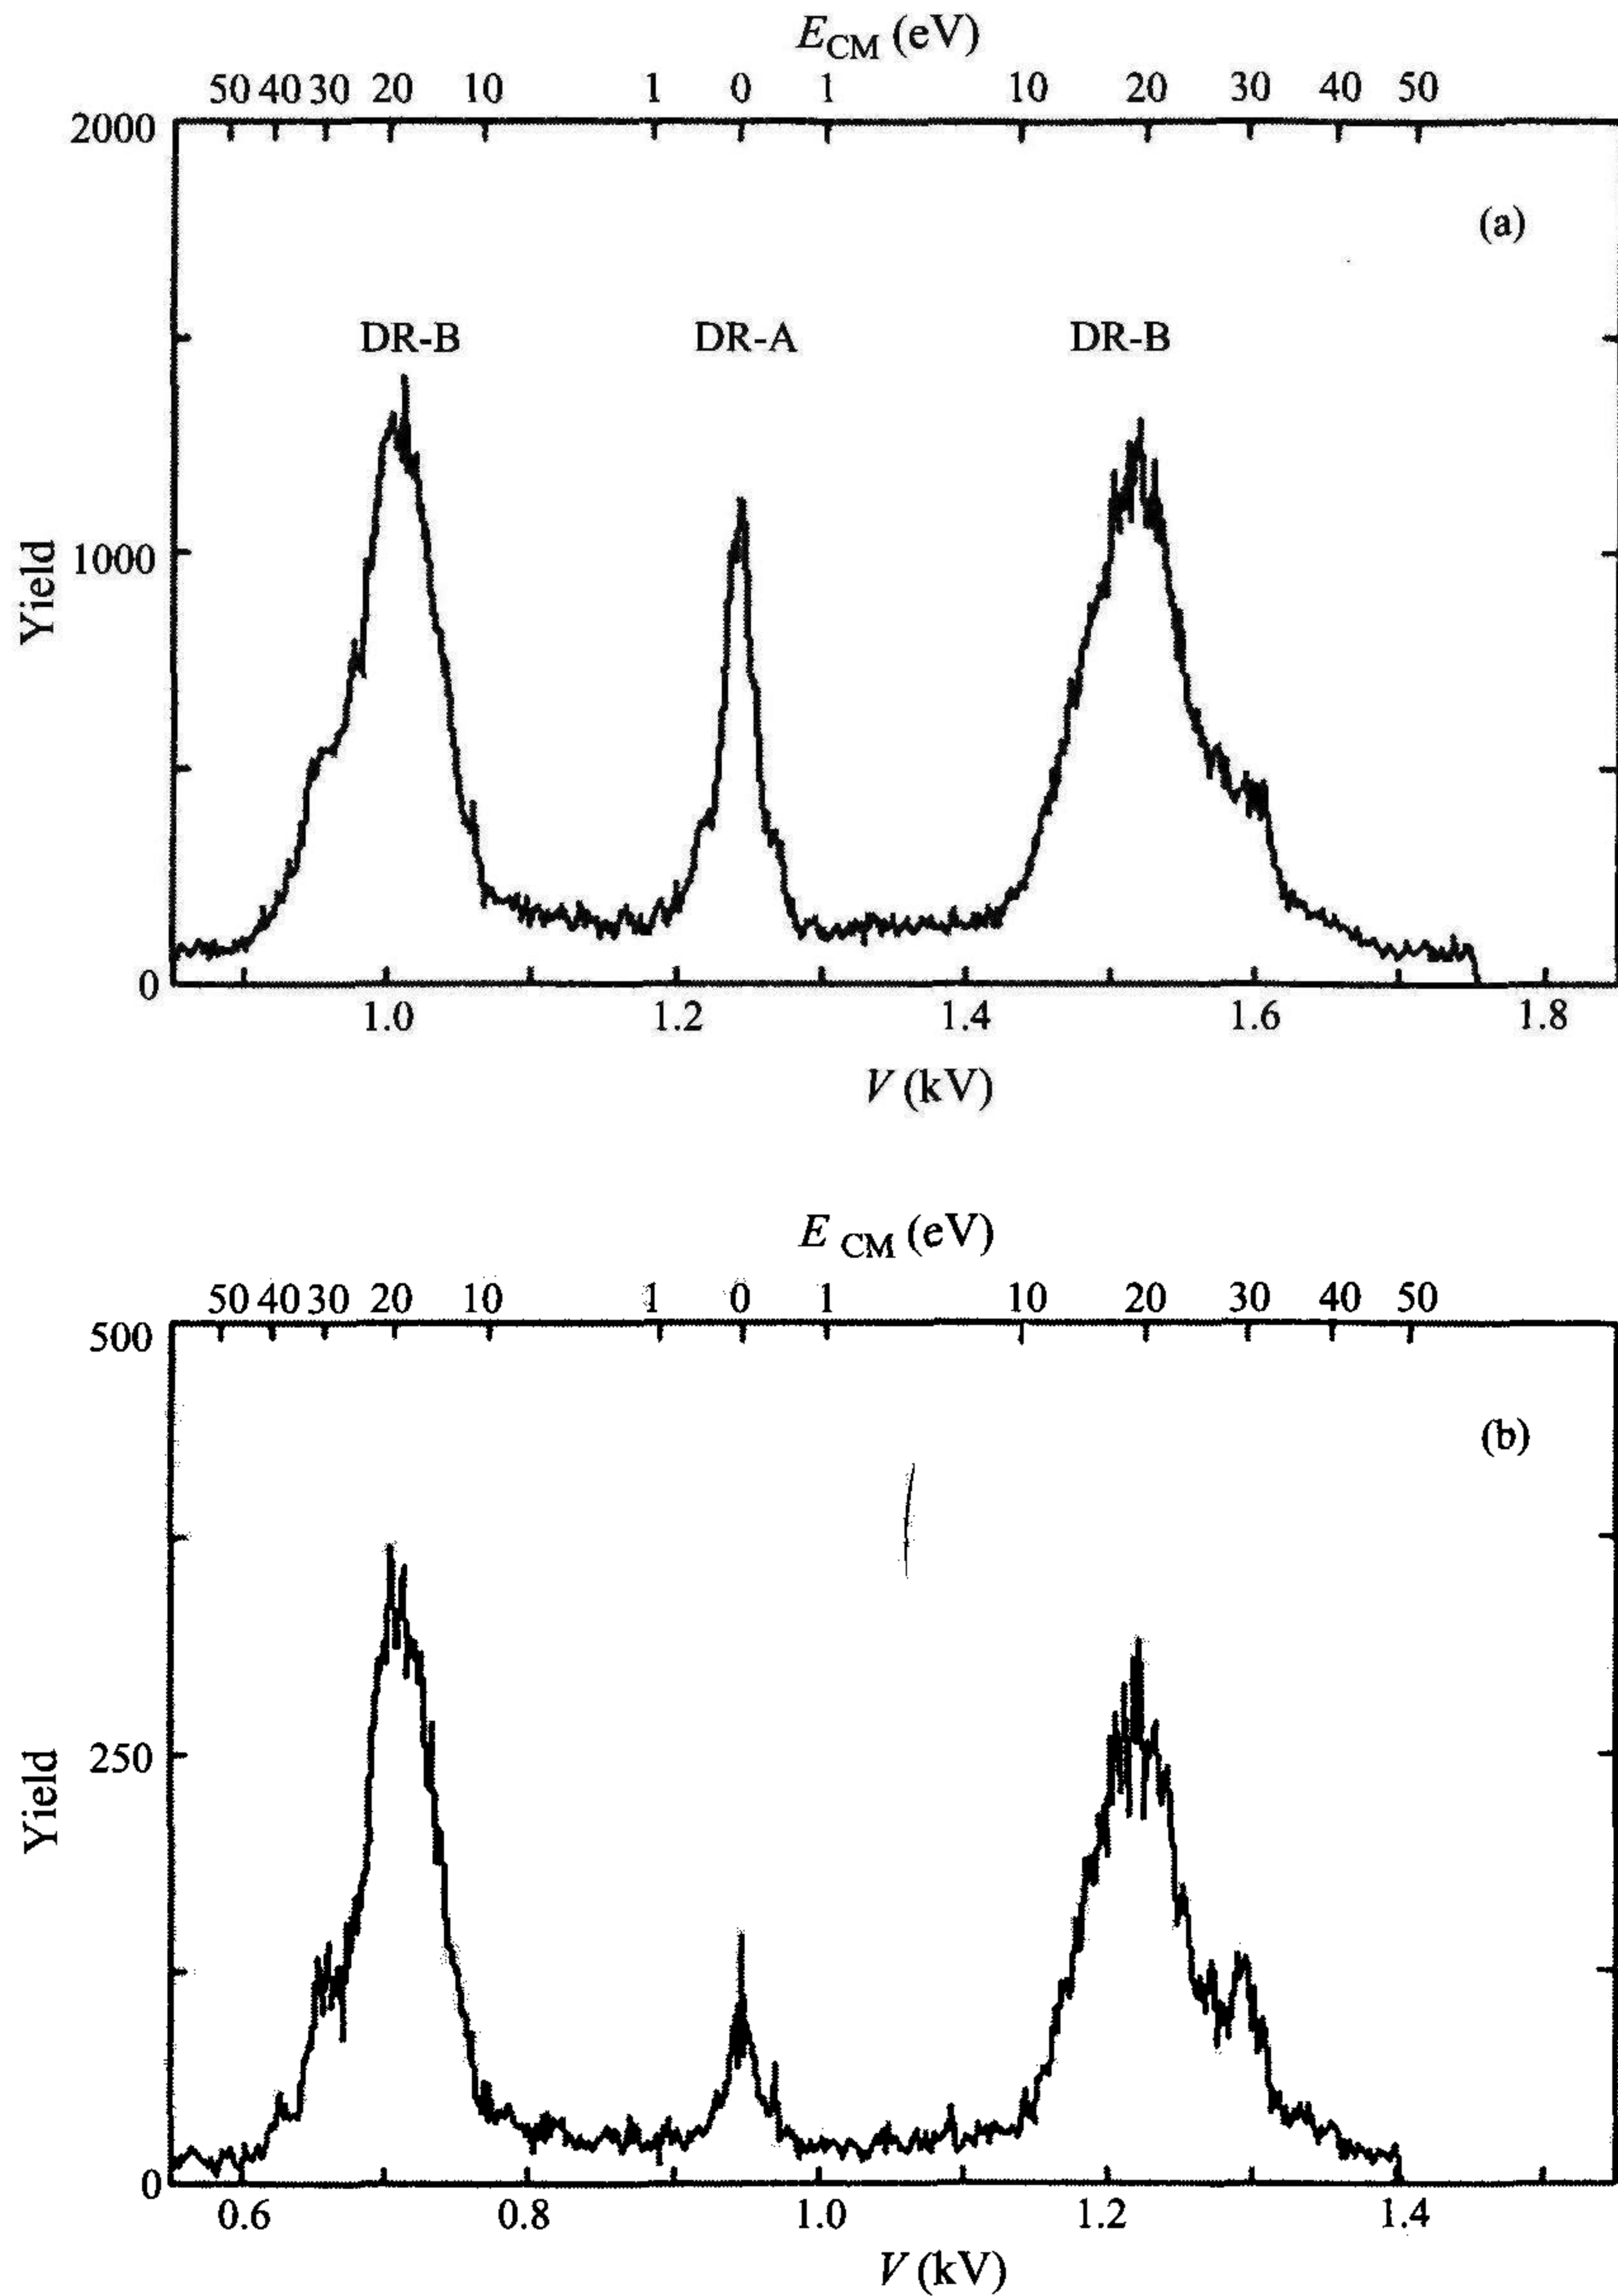 E_CM (eV)
50 40 30 20 10 1 0 1 10 20 30 40 50
2000
(a)
DR-B DR-A DR-B
Yield
1000
0
1.0 1.2 1.4 1.6 1.8
V (kV)
E_CM (eV)
50 40 30 20 10 1 0 1 10 20 30 40 50
500
(b)
Yield
250
0
0.6 0.8 1.0 1.2 1.4
V (kV)